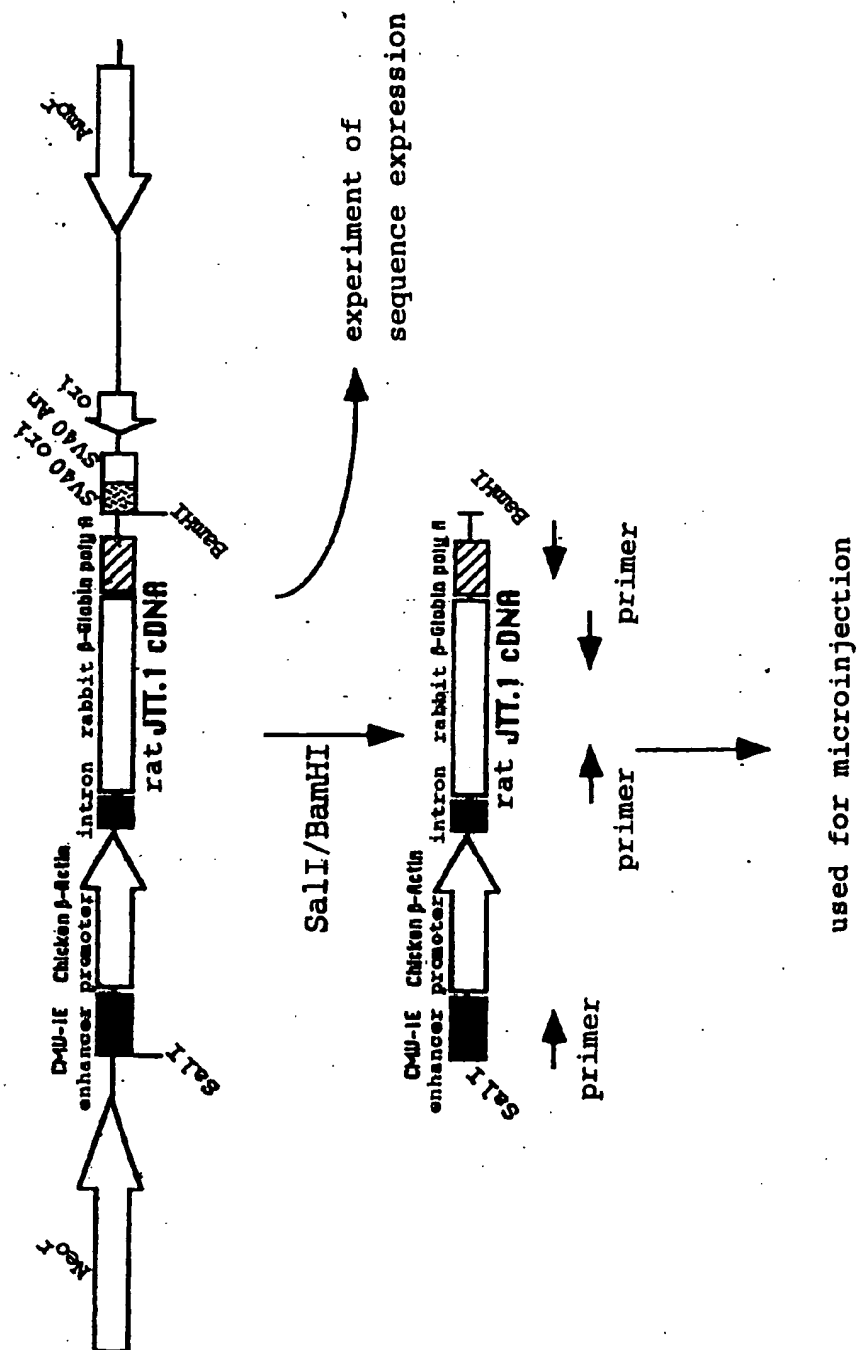 Neoʳ
SalI
CMV-IE
enhancer
Chicken β-Actin
promoter
intron
rabbit β-Globin poly A
rat JTT.1 cDNA
BamHI
SV40 ori
SV40 An
ori
Ampʳ
SalI/BamHI
experiment of
sequence expression
SalI
CMV-IE
enhancer
Chicken β-Actin
promoter
intron
rabbit β-Globin poly A
rat JTT.1 cDNA
BamHI
primer
primer
primer
used for microinjection